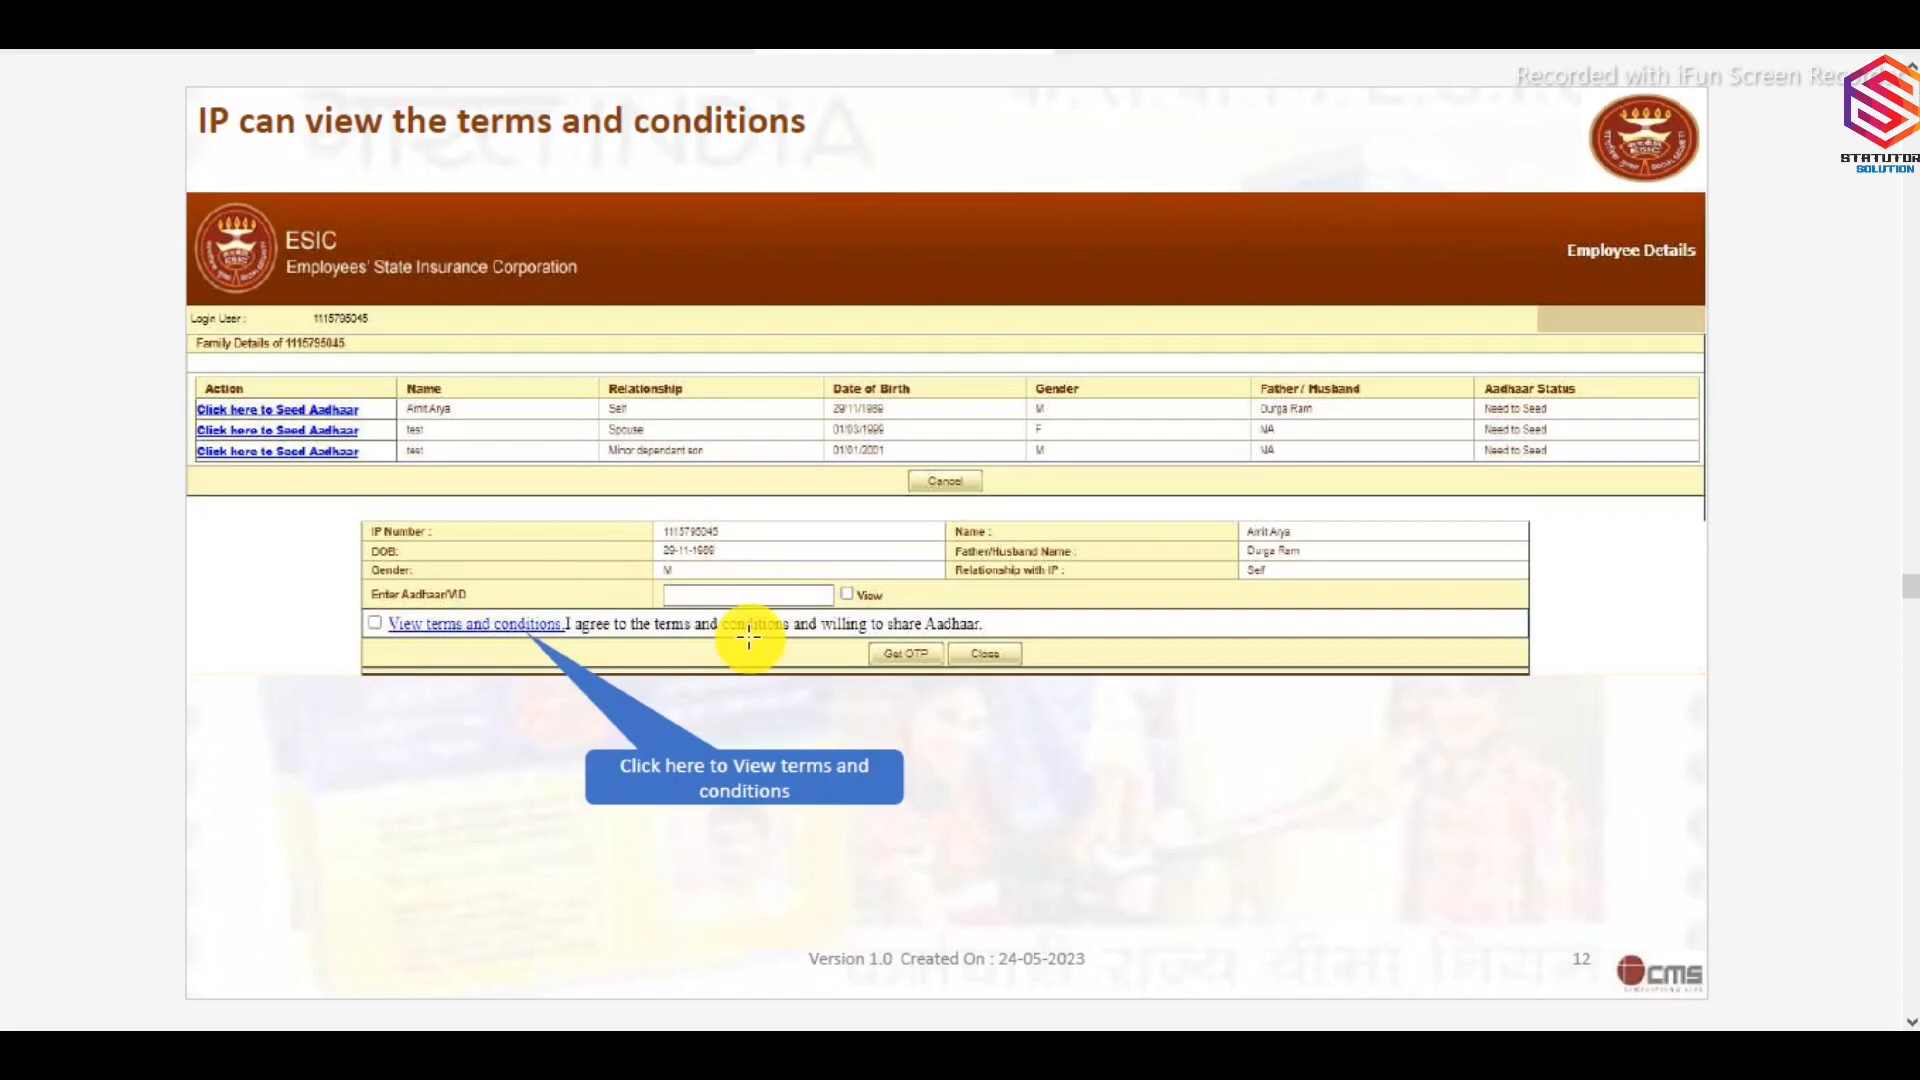 Recorded with iFun Screen
STATUTOR
SOLUTION
IP can view the terms and conditions
ESIC
Employees' State Insurance Corporation
Employee Details
Login User : 1115795045
Family Details of 1115795045
Action Name Relationship Date of Birth Gender Father / Husband Aadhaar Status
Click here to Seed Aadhaar Amit Arya Self 29/11/1989 M Durga Ram Need to Seed
Click here to Seed Aadhaar test Spouse 01/03/1999 F NA Need to Seed
Click here to Seed Aadhaar test Minor dependant son 01/01/2001 M NA Need to Seed
Cancel
IP Number : 1115795045 Name : Amit Arya
DOB: 29-11-1989 Father/Husband Name : Durga Ram
Gender: M Relationship with IP : Self
Enter Aadhaar/VID View
View terms and conditions.I agree to the terms and conditions and willing to share Aadhaar.
Get OTP Close
Click here to View terms and
conditions
Version 1.0 Created On : 24-05-2023
12
CMS